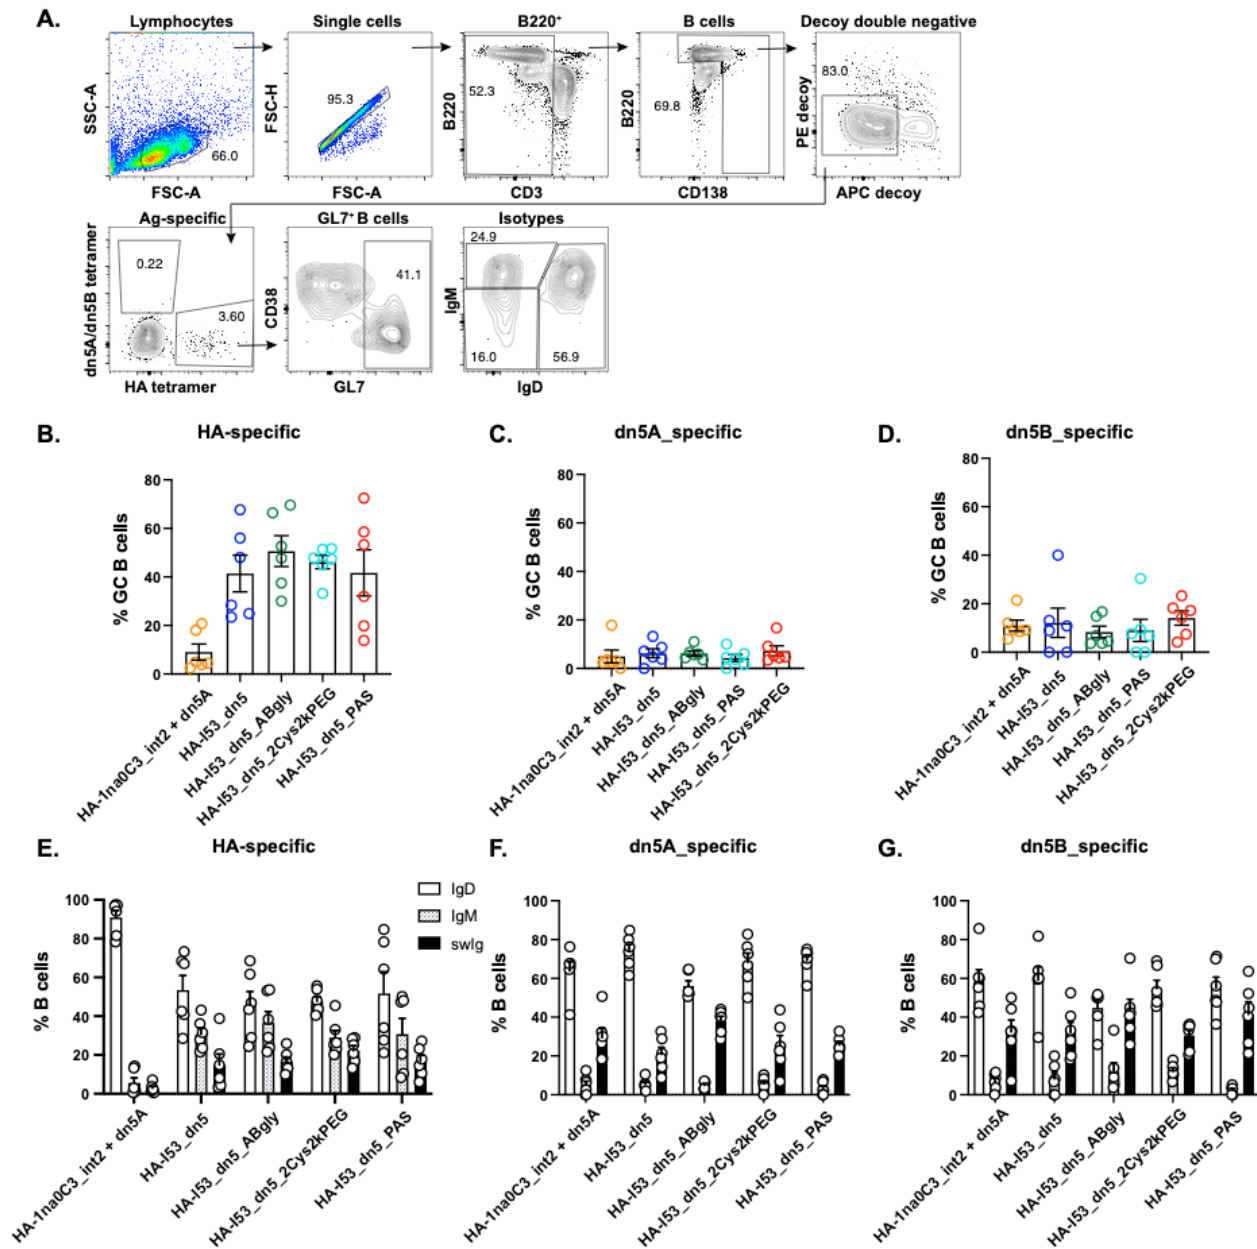 A.
Lymphocytes
Single cells
B220⁺
B cells
Decoy double negative
SSC-A
66.0
FSC-A
FSC-H
95.3
FSC-A
B220
52.3
CD3
B220
69.8
CD138
PE decoy
83.0
APC decoy
Ag-specific
GL7⁺ B cells
Isotypes
dn5A/dn5B tetramer
0.22
3.60
HA tetramer
CD38
41.1
GL7
IgM
24.9
16.0
56.9
IgD
B.
HA-specific
% GC B cells
80
60
40
20
0
HA-1na0C3_int2 + dn5A
HA-I53_dn5
HA-I53_dn5_ABgly
HA-I53_dn5_2Cys2kPEG
HA-I53_dn5_PAS
C.
dn5A_specific
% GC B cells
80
60
40
20
0
HA-1na0C3_int2 + dn5A
HA-I53_dn5
HA-I53_dn5_ABgly
HA-I53_dn5_PAS
HA-I53_dn5_2Cys2kPEG
D.
dn5B_specific
% GC B cells
80
60
40
20
0
HA-1na0C3_int2 + dn5A
HA-I53_dn5
HA-I53_dn5_ABgly
HA-I53_dn5_PAS
HA-I53_dn5_2Cys2kPEG
E.
HA-specific
% B cells
100
80
60
40
20
0
HA-1na0C3_int2 + dn5A
HA-I53_dn5
HA-I53_dn5_ABgly
HA-I53_dn5_2Cys2kPEG
HA-I53_dn5_PAS
IgD
IgM
swIg
F.
dn5A_specific
% B cells
100
80
60
40
20
0
HA-1na0C3_int2 + dn5A
HA-I53_dn5
HA-I53_dn5_ABgly
HA-I53_dn5_2Cys2kPEG
HA-I53_dn5_PAS
G.
dn5B_specific
% B cells
100
80
60
40
20
0
HA-1na0C3_int2 + dn5A
HA-I53_dn5
HA-I53_dn5_ABgly
HA-I53_dn5_2Cys2kPEG
HA-I53_dn5_PAS